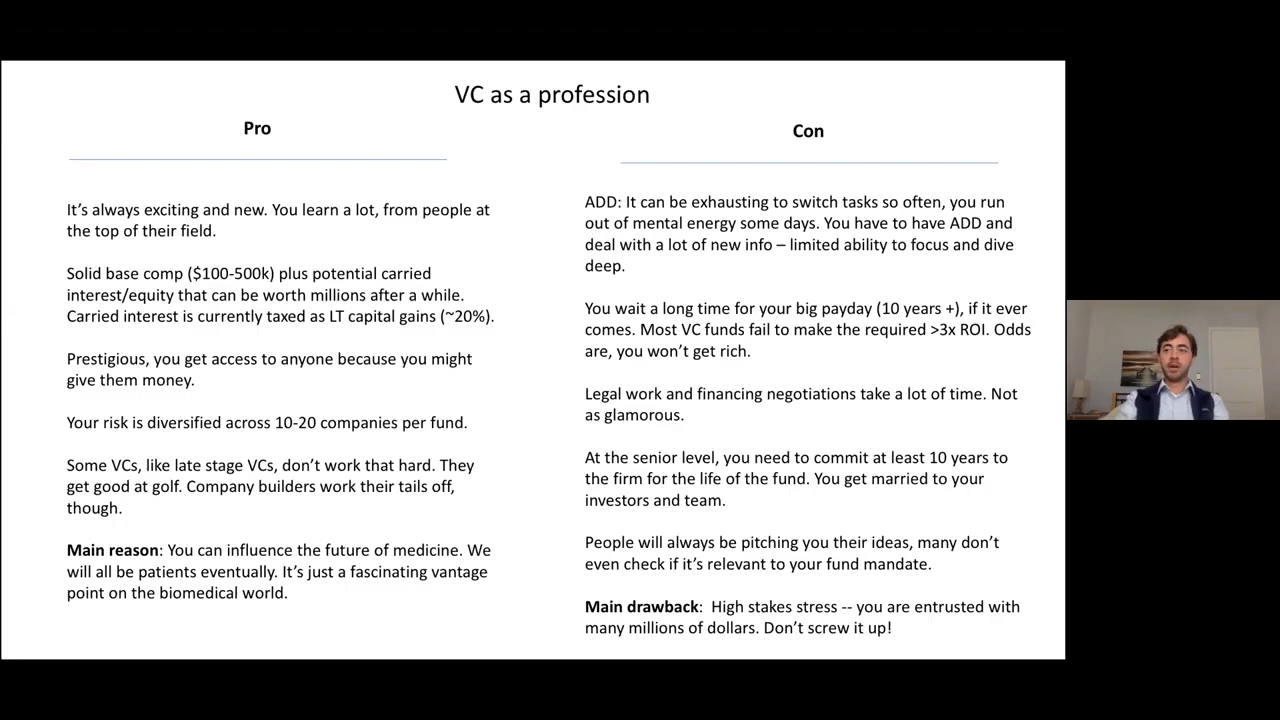 VC as a profession
Pro
It’s always exciting and new. You learn a lot, from people at
the top of their field.
Solid base comp ($100-500k) plus potential carried
interest/equity that can be worth millions after a while.
Carried interest is currently taxed as LT capital gains (~20%).
Prestigious, you get access to anyone because you might
give them money.
Your risk is diversified across 10-20 companies per fund.
Some VCs, like late stage VCs, don’t work that hard. They
get good at golf. Company builders work their tails off,
though.
Main reason: You can influence the future of medicine. We
will all be patients eventually. It’s just a fascinating vantage
point on the biomedical world.
Con
ADD: It can be exhausting to switch tasks so often, you run
out of mental energy some days. You have to have ADD and
deal with a lot of new info – limited ability to focus and dive
deep.
You wait a long time for your big payday (10 years +), if it ever
comes. Most VC funds fail to make the required >3x ROI. Odds
are, you won’t get rich.
Legal work and financing negotiations take a lot of time. Not
as glamorous.
At the senior level, you need to commit at least 10 years to
the firm for the life of the fund. You get married to your
investors and team.
People will always be pitching you their ideas, many don’t
even check if it’s relevant to your fund mandate.
Main drawback:  High stakes stress -- you are entrusted with
many millions of dollars. Don’t screw it up!